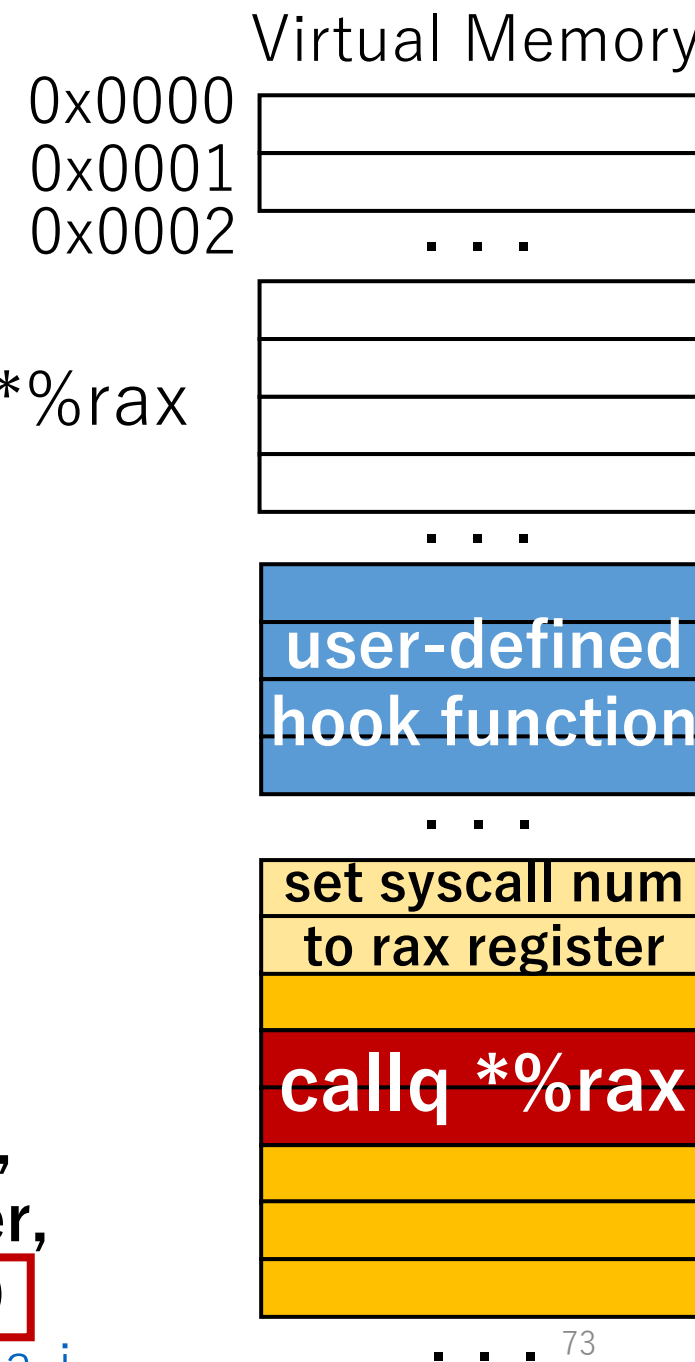 Virtual Memory
0x0000
0x0001
0x0002
. . .
*%rax
. . .
user-defined
hook function
. . .
set syscall num
to rax register
callq *%rax
,
er,
)
a i
. . . 73